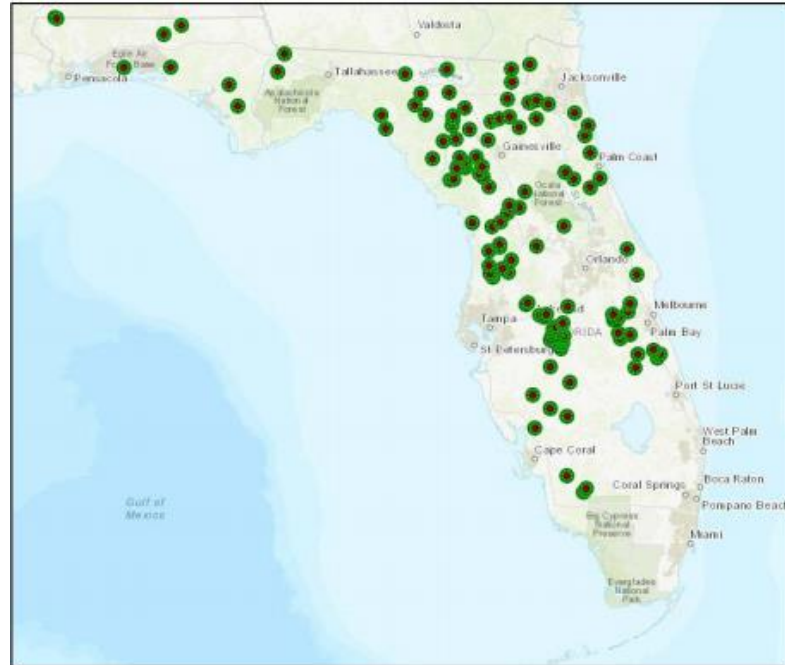 Valdosta
Eglin Air
Force Base
Pensacola
Tallahassee
Apalachicola
National
Forest
Jacksonville
Gainesville
Palm Coast
Ocala
National
Forest
Orlando
Tampa
St Petersburg
RIDA
Melbourne
Palm Bay
Port St Lucie
West Palm
Beach
Cape Coral
Coral Springs
Boca Raton
Pompano Beach
Gulf of
Mexico
Big Cypress
National
Preserve
Miami
Everglades
National
Park